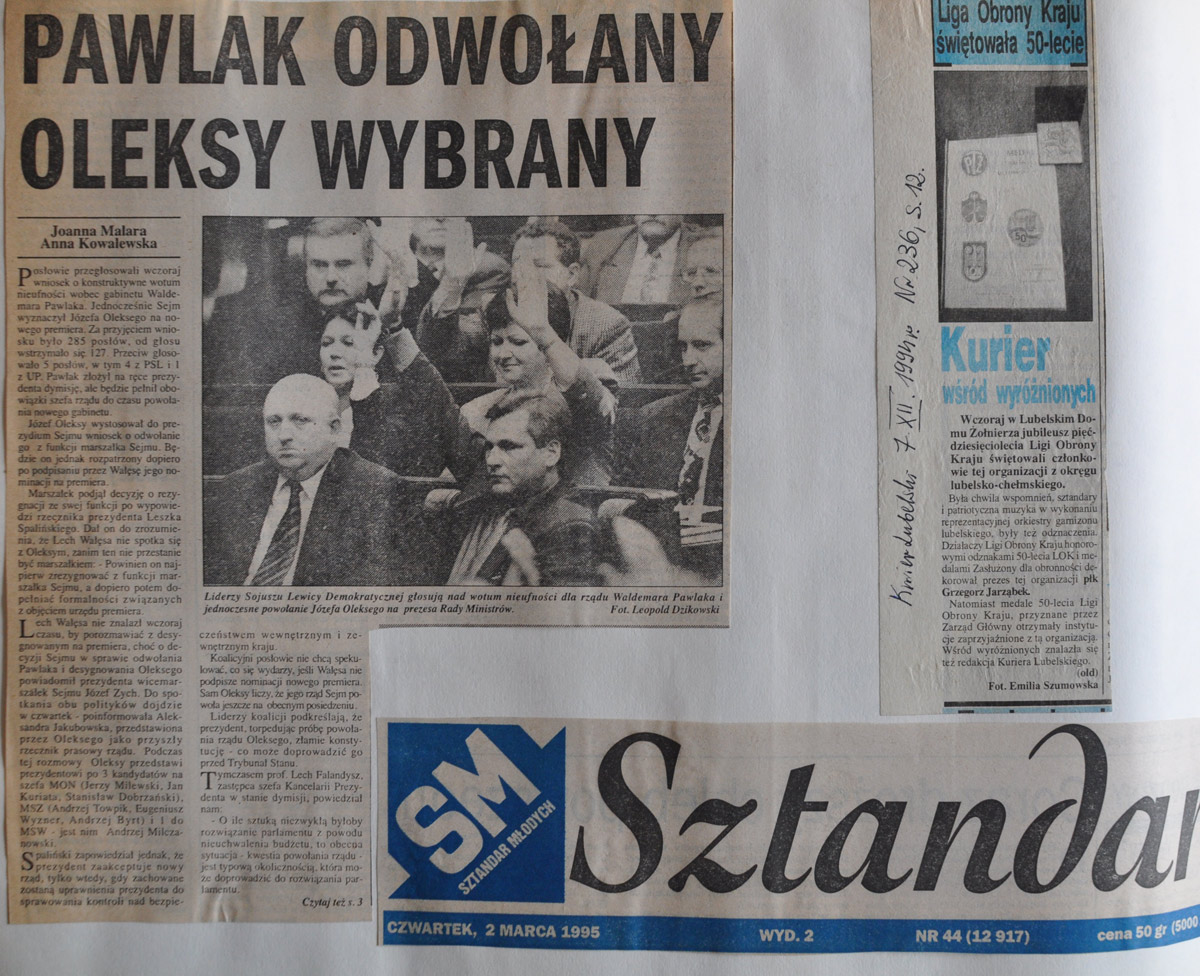 PAWLAK ODWOŁANY
OLEKSY WYBRANY
Joanna Malara
Anna Kowalewska
Posłowie przegłosowali wczoraj
wniosek o konstruktywne wotum
nieufności wobec gabinetu Walde-
mara Pawlaka. Jednocześnie Sejm
wyznaczył Józefa Oleksego na no-
wego premiera. Za przyjęciem wnio-
sku było 285 posłów, od głosu
wstrzymało się 127. Przeciw głoso-
wało 5 posłów, w tym 4 z PSL i 1
z UP. Pawlak złożył na ręce prezy-
denta dymisję, ale będzie pełnił obo-
wiązki szefa rządu do czasu powoła-
nia nowego gabinetu.
Józef Oleksy wystosował do pre-
zydium Sejmu wniosek o odwołanie
go z funkcji marszałka Sejmu. Bę-
dzie on jednak rozpatrzony dopiero
po podpisaniu przez Wałęsę jego no-
minacji na premiera.
Marszałek podjął decyzję o rezy-
gnacji ze swej funkcji po wypowie-
dzi rzecznika prezydenta Leszka
Spalińskiego. Dał on do zrozumie-
nia, że Lech Wałęsa nie spotka się
z Oleksym, zanim ten nie przestanie
być marszałkiem: - Powinien on naj-
pierw zrezygnować z funkcji mar-
szałka Sejmu, a dopiero potem do-
pełniać formalności związanych
z objęciem urzędu premiera.
Lech Wałęsa nie znalazł wczoraj
czasu, by porozmawiać z desy-
gnowanym na premiera, choć o de-
cyzji Sejmu w sprawie odwołania
Pawlaka i desygnowania Oleksego
powiadomił prezydenta wicemar-
szałek Sejmu Józef Zych. Do spo-
tkania obu polityków dojdzie
w czwartek - poinformowała Alek-
sandra Jakubowska, przedstawiona
przez Oleksego jako przyszły
rzecznik prasowy rządu. Podczas
tej rozmowy Oleksy przedstawi
prezydentowi po 3 kandydatów na
szefa MON (Jerzy Milewski, Jan
Kuriata, Stanisław Dobrzański),
MSZ (Andrzej Towpik, Eugeniusz
Wyzner, Andrzej Byrt) i 1 do
MSW - jest nim Andrzej Milcza-
nowski.
Spaliński zapowiedział jednak, że
prezydent zaakceptuje nowy
rząd, tylko wtedy, gdy zachowane
zostaną uprawnienia prezydenta do
sprawowania kontroli nad bezpie-
Liderzy Sojuszu Lewicy Demokratycznej głosują nad wotum nieufności dla rządu Waldemara Pawlaka i
jednoczesne powołanie Józefa Oleksego na prezesa Rady Ministrów. Fot. Leopold Dzikowski
czeństwem wewnętrznym i ze-
wnętrznym kraju.
Koalicyjni posłowie nie chcą speku-
lować, co się wydarzy, jeśli Wałęsa nie
podpisze nominacji nowego premiera.
Sam Oleksy liczy, że jego rząd Sejm po-
woła jeszcze na obecnym posiedzeniu.
Liderzy koalicji podkreślają, że
prezydent, torpedując próbę powoła-
nia rządu Oleksego, złamie konsty-
tucję - co może doprowadzić go
przed Trybunał Stanu.
Tymczasem prof. Lech Falandysz,
zastępca szefa Kancelarii Prezy-
denta w stanie dymisji, powiedział
nam:
- O ile sztuką niezwykłą byłoby
rozwiązanie parlamentu z powodu
nieuchwalenia budżetu, to obecna
sytuacja - kwestia powołania rządu -
jest typową okolicznością, która mo-
że doprowadzić do rozwiązania par-
lamentu.
Czytaj też s. 3
Kurier Lubelski 7 XII. 1994r. Nr 236, s. 12.
Liga Obrony Kraju
świętowała 50-lecie
Kurier
wśród wyróżnionych
Wczoraj w Lubelskim Do-
mu Żołnierza jubileusz pięć-
dziesięciolecia Ligi Obrony
Kraju świętowali członko-
wie tej organizacji z okręgu
lubelsko-chełmskiego.
Była chwila wspomnień, sztandary
i patriotyczna muzyka w wykonaniu
reprezentacyjnej orkiestry garnizonu
lubelskiego, były też odznaczenia.
Działaczy Ligi Obrony Kraju honoro-
wymi odznakami 50-lecia LOK i me-
dalami Zasłużony dla obronności de-
korował prezes tej organizacji płk
Grzegorz Jarząbek.
Natomiast medale 50-lecia Ligi
Obrony Kraju, przyznane przez
Zarząd Główny otrzymały instytu-
cje zaprzyjaźnione z tą organizacją.
Wśród wyróżnionych znalazła się
też redakcja Kuriera Lubelskiego.
(old)
Fot. Emilia Szumowska
SM
SZTANDAR MŁODYCH
Sztandar
CZWARTEK, 2 MARCA 1995 WYD. 2 NR 44 (12 917) cena 50 gr (5000